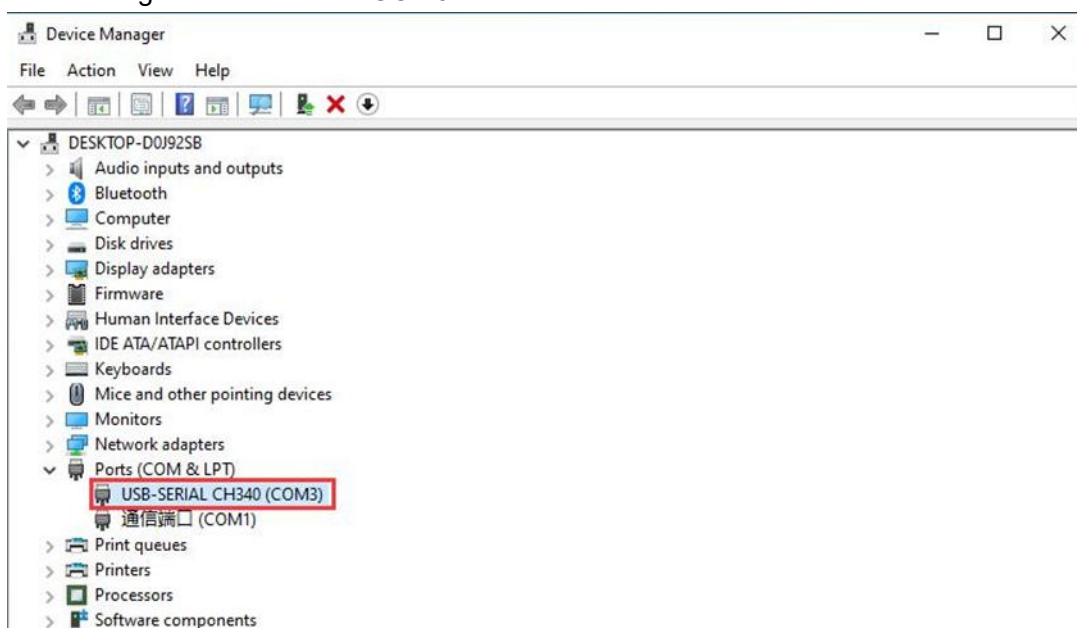 Device Manager
File Action View Help
DESKTOP-D0J92SB
Audio inputs and outputs
Bluetooth
Computer
Disk drives
Display adapters
Firmware
Human Interface Devices
IDE ATA/ATAPI controllers
Keyboards
Mice and other pointing devices
Monitors
Network adapters
Ports (COM & LPT)
USB-SERIAL CH340 (COM3)
通信端口 (COM1)
Print queues
Printers
Processors
Software components